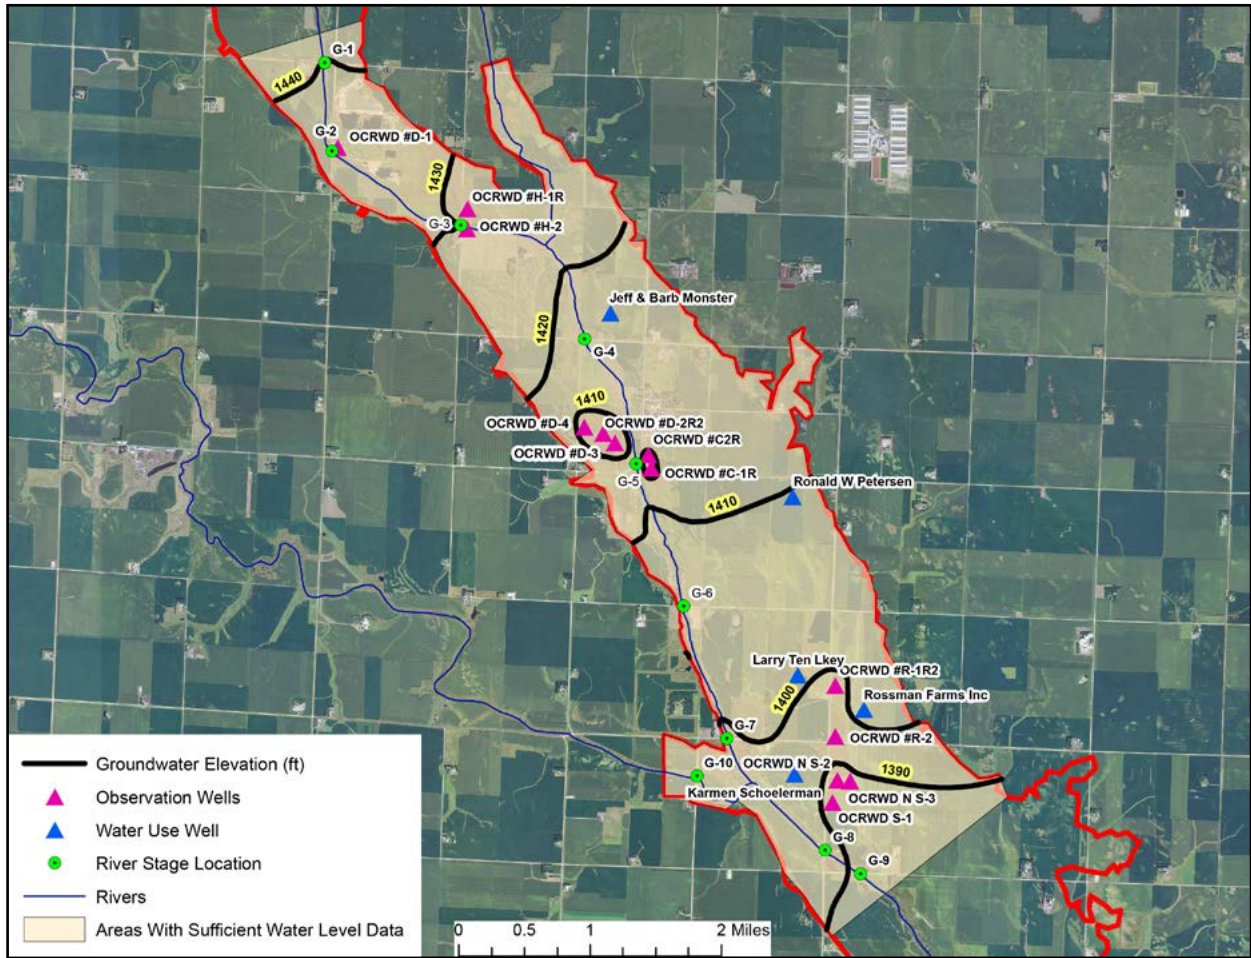 G-1
1440
G-2
OCRWD #D-1
1430
OCRWD #H-1R
G-3
OCRWD #H-2
Jeff & Barb Monster
1420
G-4
1410
OCRWD #D-4
OCRWD #D-2R2
OCRWD #C2R
OCRWD #D-3
OCRWD #C-1R
G-5
Ronald W Petersen
1410
G-6
Larry Ten Lkey
OCRWD #R-1R2
1400
Rossman Farms Inc
G-7
OCRWD #R-2
G-10
OCRWD N S-2
1390
Karmen Schoelerman
OCRWD N S-3
OCRWD S-1
G-8
G-9
Groundwater Elevation (ft)
Observation Wells
Water Use Well
River Stage Location
Rivers
Areas With Sufficient Water Level Data
0 0.5 1 2 Miles